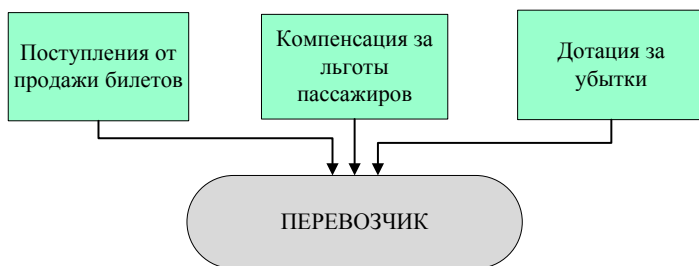 Поступления от
продажи билетов
Компенсация за
льготы
пассажиров
Дотация за
убытки
ПЕРЕВОЗЧИК